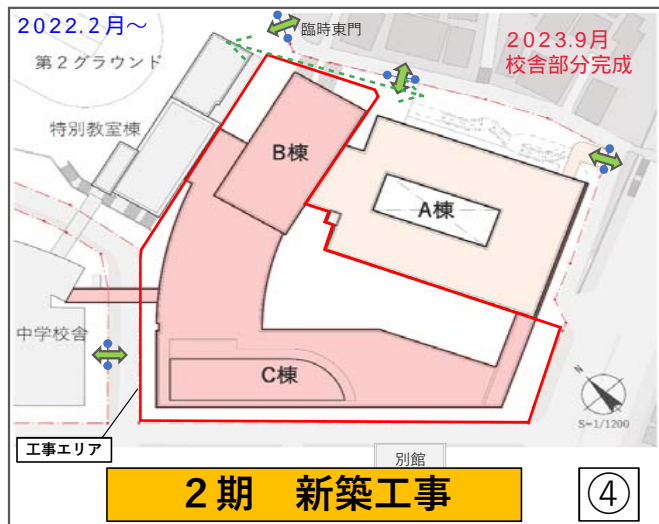 2022.2月～
臨時東門
2023.9月
校舎部分完成
第２グラウンド
特別教室棟
B棟
A棟
中学校舎
C棟
N
S=1/1200
工事エリア
別館
２期　新築工事
④